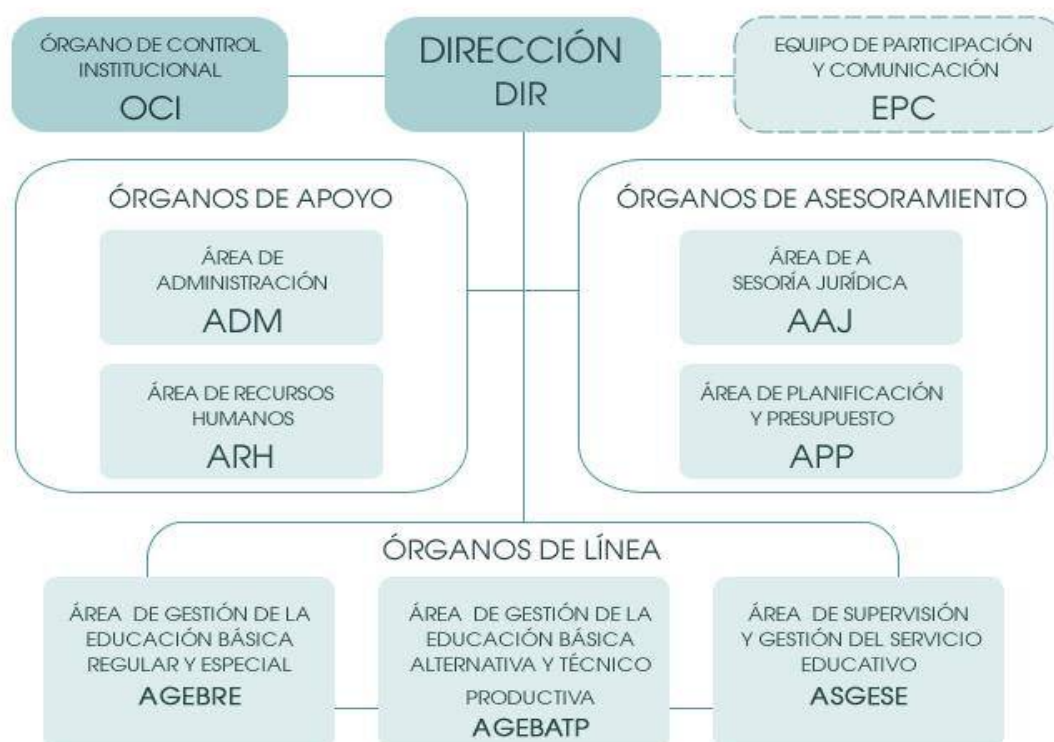 ÓRGANO DE CONTROL
INSTITUCIONAL
OCI
DIRECCIÓN
DIR
EQUIPO DE PARTICIPACIÓN
Y COMUNICACIÓN
EPC
ÓRGANOS DE APOYO
ÁREA DE
ADMINISTRACIÓN
ADM
ÁREA DE RECURSOS
HUMANOS
ARH
ÓRGANOS DE ASESORAMIENTO
ÁREA DE A
SESORÍA JURÍDICA
AAJ
ÁREA DE PLANIFICACIÓN
Y PRESUPUESTO
APP
ÓRGANOS DE LÍNEA
ÁREA DE GESTIÓN DE LA
EDUCACIÓN BÁSICA
REGULAR Y ESPECIAL
AGEBRE
ÁREA DE GESTIÓN DE LA
EDUCACIÓN BÁSICA
ALTERNATIVA Y TÉCNICO
PRODUCTIVA
AGEBATP
ÁREA DE SUPERVISIÓN
Y GESTIÓN DEL SERVICIO
EDUCATIVO
ASGESE